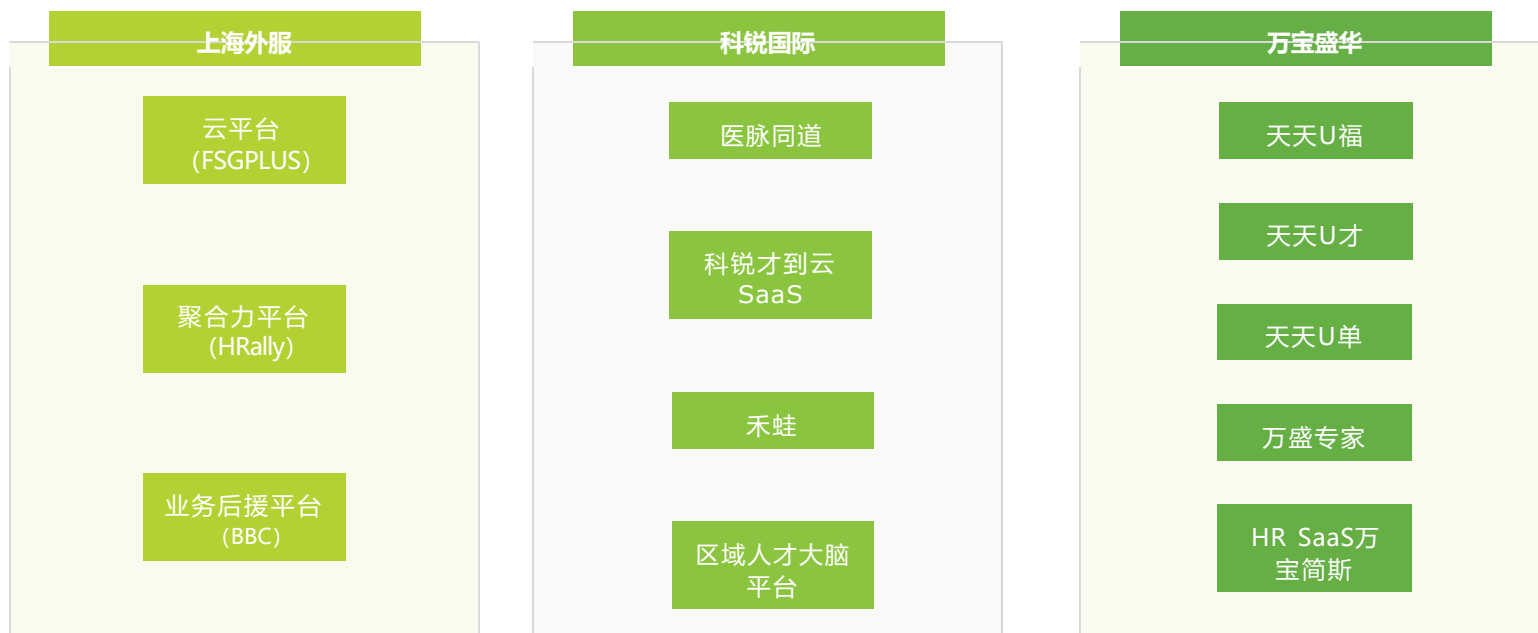 上海外服
云平台
（FSGPLUS）
聚合力平台
（HRally）
业务后援平台
（BBC）
科锐国际
医脉同道
科锐才到云
SaaS
禾蛙
区域人才大脑
平台
万宝盛华
天天U福
天天U才
天天U单
万盛专家
HR SaaS万
宝简斯